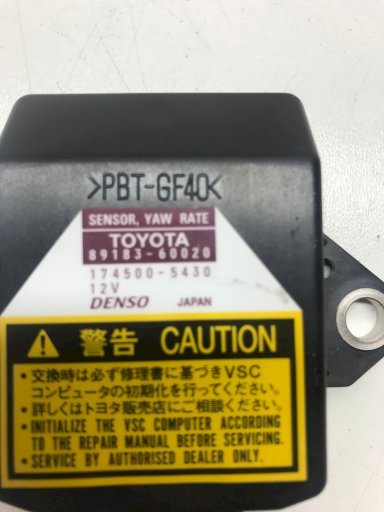 >PBT-GF40<
SENSOR, YAW RATE
TOYOTA
89183-60020
174500-5430
12V
DENSO JAPAN
警告 CAUTION
・交換時は必ず修理書に基づきVSC
コンピュータの初期化を行ってください。
・詳しくはトヨタ販売店にご相談ください。
・INITIALIZE THE VSC COMPUTER ACCORDING
TO THE REPAIR MANUAL BEFORE SERVICING.
・SERVICE BY AUTHORISED DEALER ONLY.